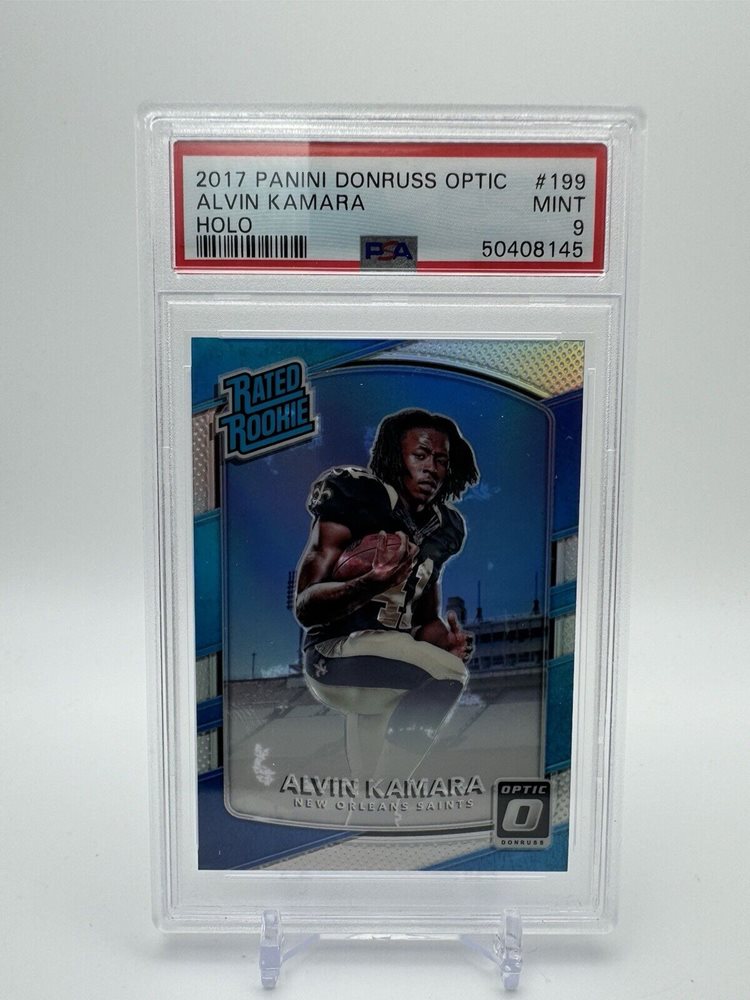 2017 PANINI DONRUSS OPTIC #199
ALVIN KAMARA MINT
HOLO 9
PSA 50408145
RATED
ROOKIE
41
ALVIN KAMARA
NEW ORLEANS SAINTS
OPTIC
O
DONRUSS